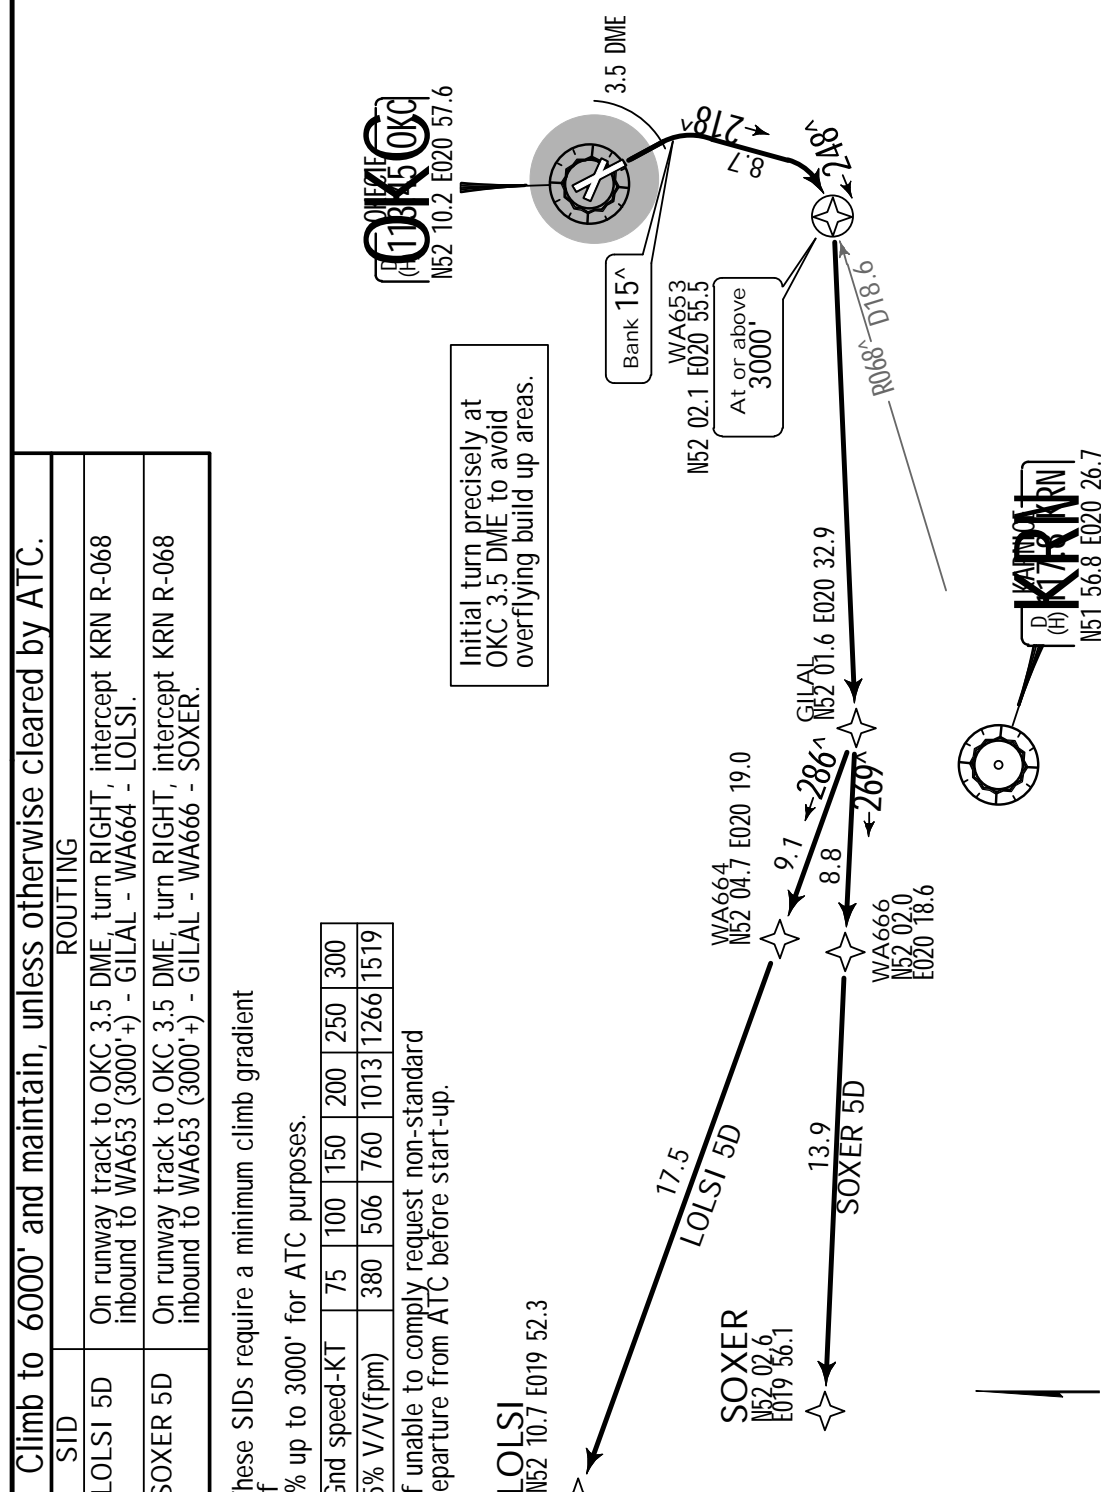 Climb to 6000' and maintain, unless otherwise cleared by ATC.
SID ROUTING
LOLSI 5D On runway track to OKC 3.5 DME, turn RIGHT, intercept KRN R-068
inbound to WA653 (3000'+) - GILAL - WA664 - LOLSI.
SOXER 5D On runway track to OKC 3.5 DME, turn RIGHT, intercept KRN R-068
inbound to WA653 (3000'+) - GILAL - WA666 - SOXER.
hese SIDs require a minimum climb gradient
f
% up to 3000' for ATC purposes.
Gnd speed-KT 75 100 150 200 250 300
5% V/V(fpm) 380 506 760 1013 1266 1519
f unable to comply request non-standard
eparture from ATC before start-up.
OKC
D
(H) 113.45 OKC
N52 10.2 E020 57.6
3.5 DME
Initial turn precisely at
OKC 3.5 DME to avoid
overflying build up areas.
Bank 15^
218^
8.7
248^
WA653
N52 02.1 E020 55.5
At or above
3000'
R068^ D18.6
GILAL
N52 01.6 E020 32.9
KRN
D
(H) KRN
N51 56.8 E020 26.7
286^
269^
9.1
8.8
WA664
N52 04.7 E020 19.0
WA666
N52 02.0
E020 18.6
17.5
LOLSI 5D
13.9
SOXER 5D
LOLSI
N52 10.7 E019 52.3
SOXER
N52 02.6
E019 56.1